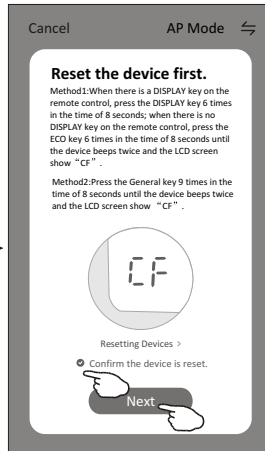 Cancel AP Mode ⇋
Reset the device first.
Method1:When there is a DISPLAY key on the
remote control, press the DISPLAY key 6 times
in the time of 8 seconds; when there is no
DISPLAY key on the remote control, press the
ECO key 6 times in the time of 8 seconds until
the device beeps twice and the LCD screen
show “CF”.
Method2:Press the General key 9 times in the
time of 8 seconds until the device beeps twice
and the LCD screen show “CF”.
CF
Resetting Devices >
Confirm the device is reset.
Next